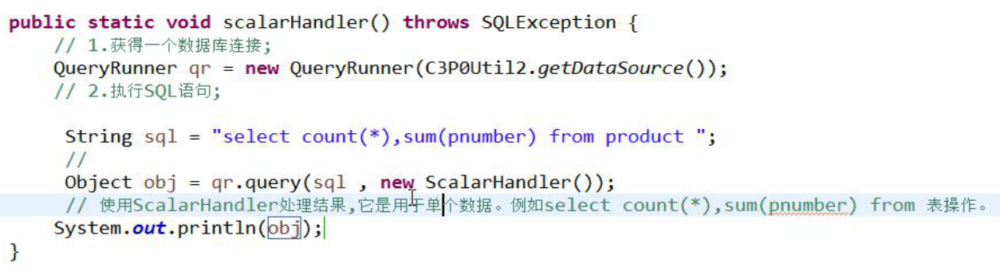 public static void scalarHandler() throws SQLException {
// 1.获得一个数据库连接;
QueryRunner qr = new QueryRunner(C3P0Util2.getDataSource());
// 2.执行SQL语句;
String sql = "select count(*),sum(pnumber) from product ";
//
Object obj = qr.query(sql , new ScalarHandler());
// 使用ScalarHandler处理结果,它是用于单个数据。例如select count(*),sum(pnumber) from 表操作。
System.out.println(obj);
}